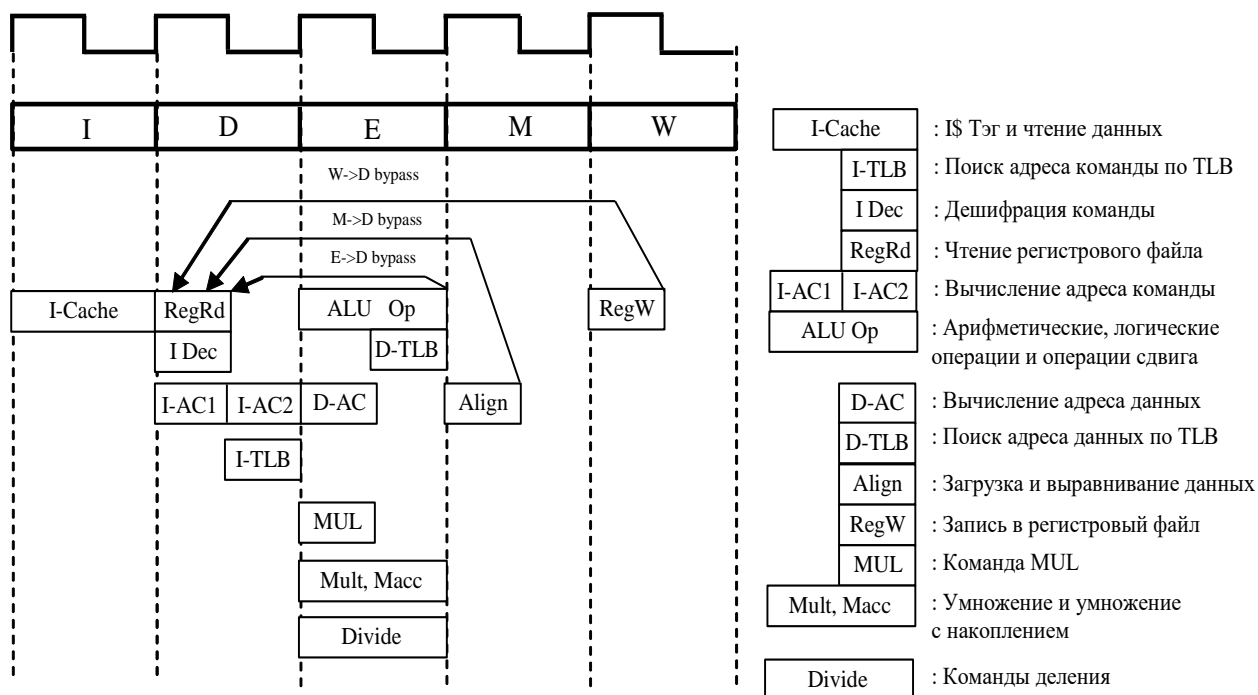 I D E M W
W->D bypass
M->D bypass
E->D bypass
I-Cache RegRd ALU Op RegW
I Dec D-TLB
I-AC1 I-AC2 D-AC Align
I-TLB
MUL
Mult, Macc
Divide
I-Cache : I$ Тэг и чтение данных
I-TLB : Поиск адреса команды по TLB
I Dec : Дешифрация команды
RegRd : Чтение регистрового файла
I-AC1 I-AC2 : Вычисление адреса команды
ALU Op : Арифметические, логические
операции и операции сдвига
D-AC : Вычисление адреса данных
D-TLB : Поиск адреса данных по TLB
Align : Загрузка и выравнивание данных
RegW : Запись в регистровый файл
MUL : Команда MUL
Mult, Macc : Умножение и умножение
с накоплением
Divide : Команды деления